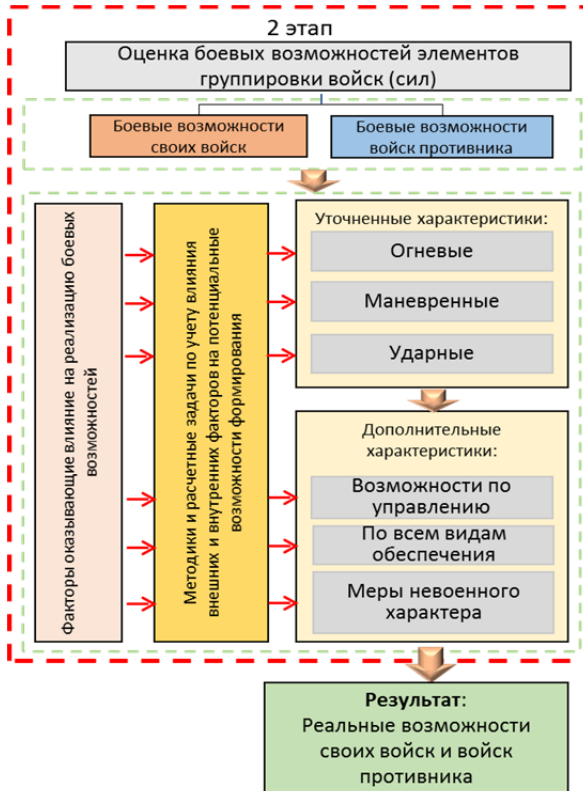 2 этап
Оценка боевых возможностей элементов
группировки войск (сил)
Боевые возможности
своих войск
Боевые возможности
войск противника
Факторы оказывающие влияние на реализацию боевых
возможностей
Методики и расчетные задачи по учету влияния
внешних и внутренних факторов на потенциальные
возможности формирования
Уточненные характеристики:
Огневые
Маневренные
Ударные
Дополнительные
характеристики:
Возможности по
управлению
По всем видам
обеспечения
Меры невоенного
характера
Результат:
Реальные возможности
своих войск и войск
противника